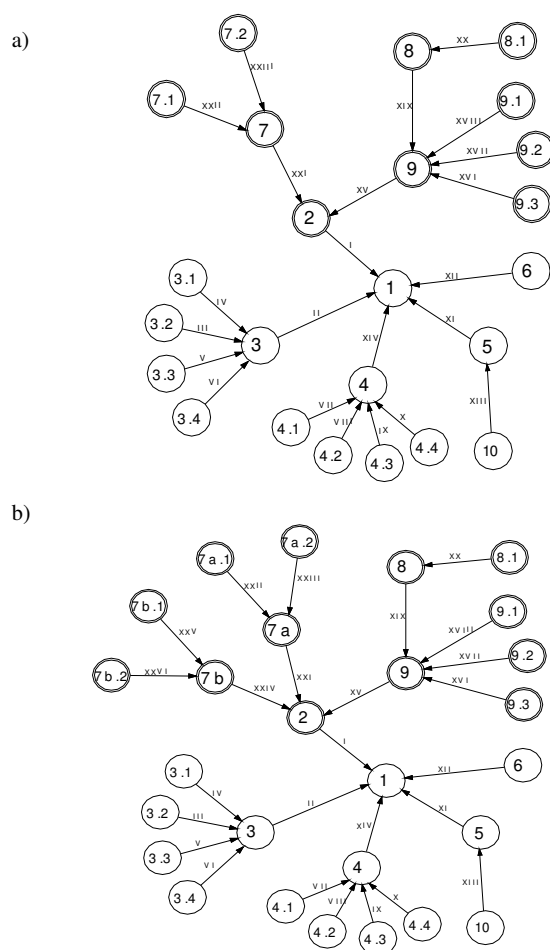 a)
7.2
8
XX
8.1
XXIII
7.1
XXII
7
XIX
9.1
XVIII
XVII
9.2
XXI
9
XVI
9.3
XV
2
I
3.1
IV
1
XII
6
3.2
III
II
XI
3
XIV
5
3.3
V
VI
3.4
4
XIII
VII
VIII
IX
X
4.1
4.2
4.3
4.4
10
b)
7a.2
7a.1
8
XX
8.1
XXII
XXIII
7b.1
XXV
7a
XIX
9.1
XVIII
XVII
9.2
7b.2
XXVI
7b
XXI
9
XVI
9.3
XXIV
XV
2
I
3.1
IV
1
XII
6
3.2
III
II
XI
3
XIV
5
3.3
V
VI
3.4
4
XIII
VII
VIII
IX
X
4.1
4.2
4.3
4.4
10